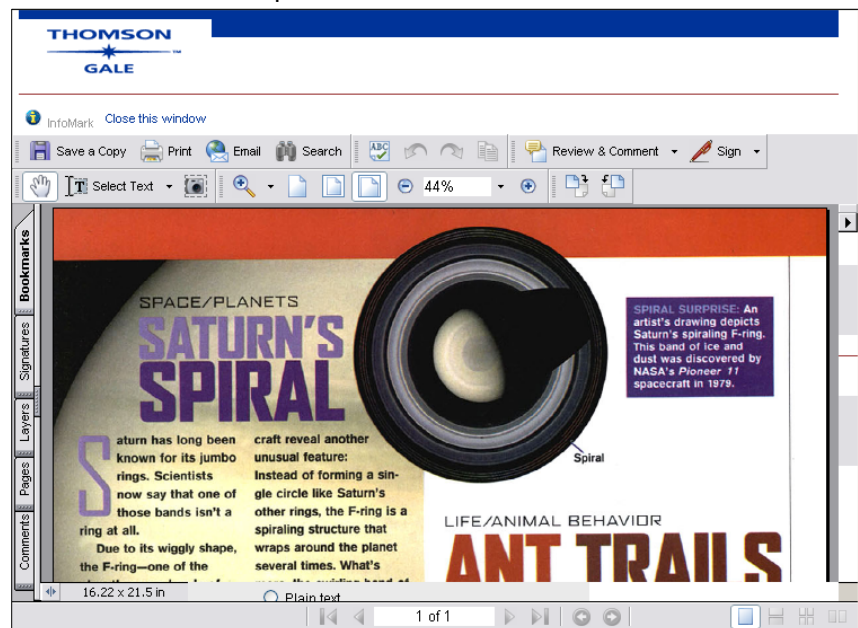 THOMSON
GALE
InfoMark Close this window
Save a Copy Print Email Search Review & Comment Sign
Select Text 44%
Bookmarks
Signatures
Layers
Pages
Comments
SPACE/PLANETS
SATURN'S
SPIRAL
Saturn has long been
known for its jumbo
rings. Scientists
now say that one of
those bands isn't a
ring at all.
Due to its wiggly shape,
the F-ring—one of the
craft reveal another
unusual feature:
Instead of forming a sin-
gle circle like Saturn's
other rings, the F-ring is a
spiraling structure that
wraps around the planet
several times. What's
SPIRAL SURPRISE: An
artist's drawing depicts
Saturn's spiraling F-ring.
This band of ice and
dust was discovered by
NASA's Pioneer 11
spacecraft in 1979.
Spiral
LIFE/ANIMAL BEHAVIOR
ANT TRAILS
16.22 x 21.5 in
Plain text
1 of 1